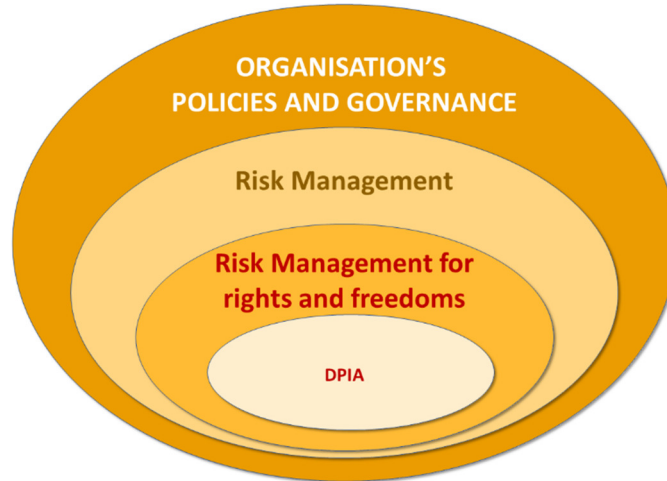 ORGANISATION'S
POLICIES AND GOVERNANCE
Risk Management
Risk Management for
rights and freedoms
DPIA